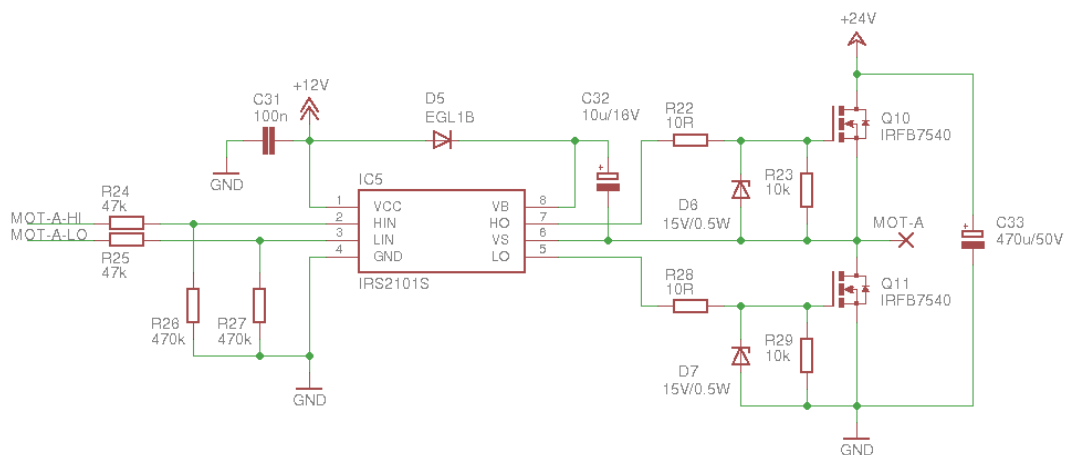 +24V
+12V
C31
100n
D5
EGL1B
C32
10u/16V
R22
10R
Q10
IRFB7540
GND
IC5
R23
10k
R24
47k
1 VCC VB 8
D6
15V/0.5W
MOT-A-HI
2 HIN HO 7
MOT-A
C33
470u/50V
MOT-A-LO
3 LIN VS 6
4 GND LO 5
R25
47k
IRS2101S
R28
10R
Q11
IRFB7540
R26
470k
R27
470k
R29
10k
D7
15V/0.5W
GND
GND